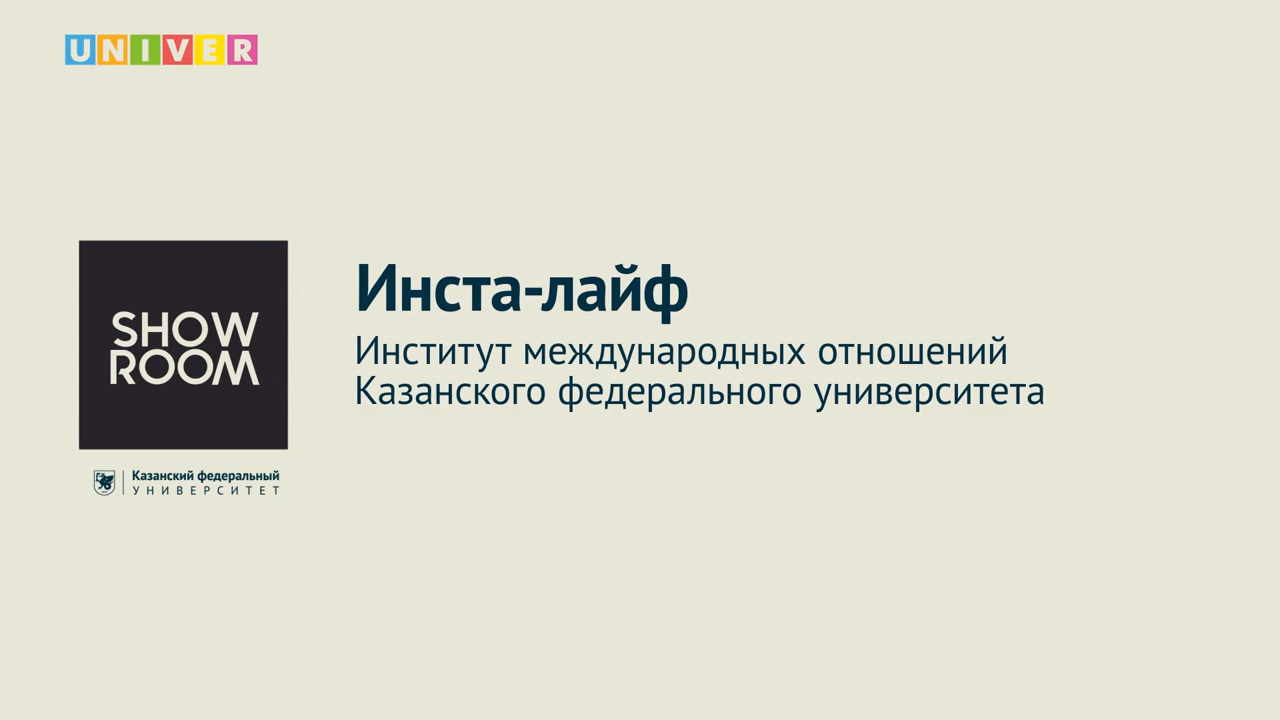 UNIVER
SHOW
ROOM
Казанский федеральный
УНИВЕРСИТЕТ
Инста-лайф
Институт международных отношений
Казанского федерального университета